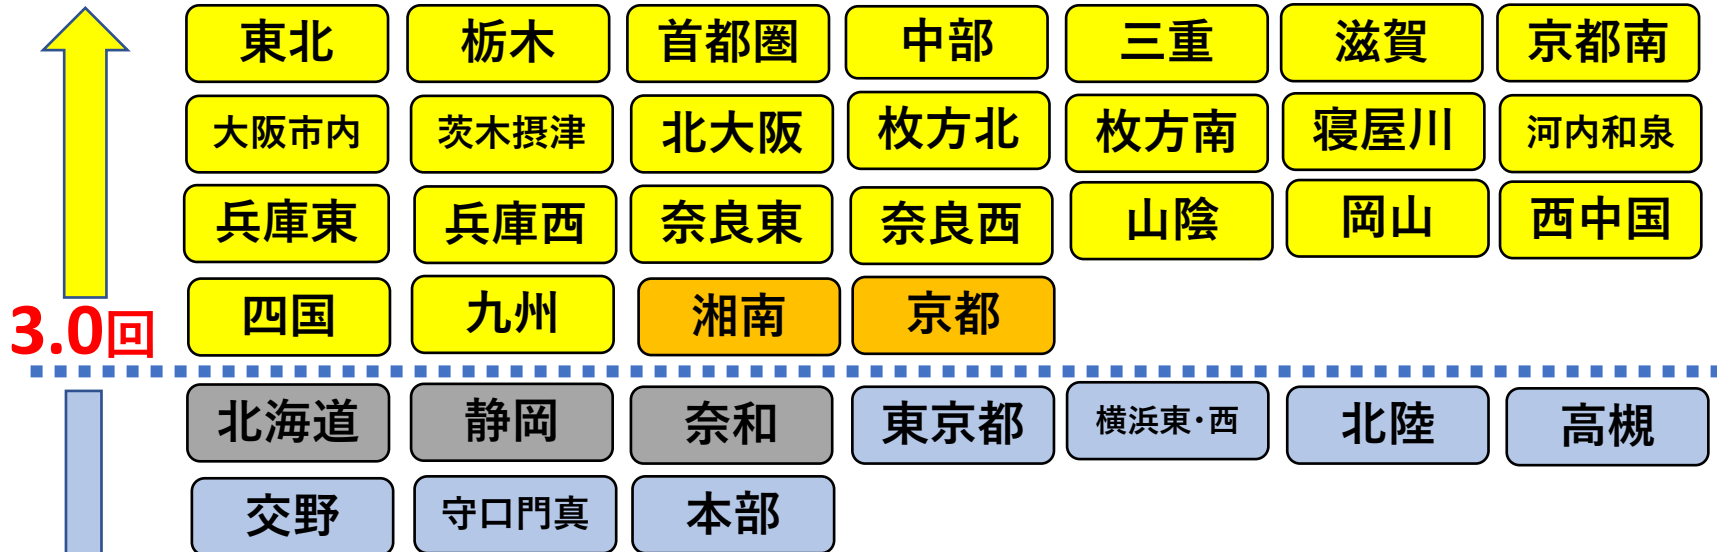 東北 栃木 首都圏 中部 三重 滋賀 京都南
大阪市内 茨木摂津 北大阪 枚方北 枚方南 寝屋川 河内和泉
兵庫東 兵庫西 奈良東 奈良西 山陰 岡山 西中国
四国 九州 湘南 京都
3.0回
北海道 静岡 奈和 東京都 横浜東・西 北陸 高槻
交野 守口門真 本部